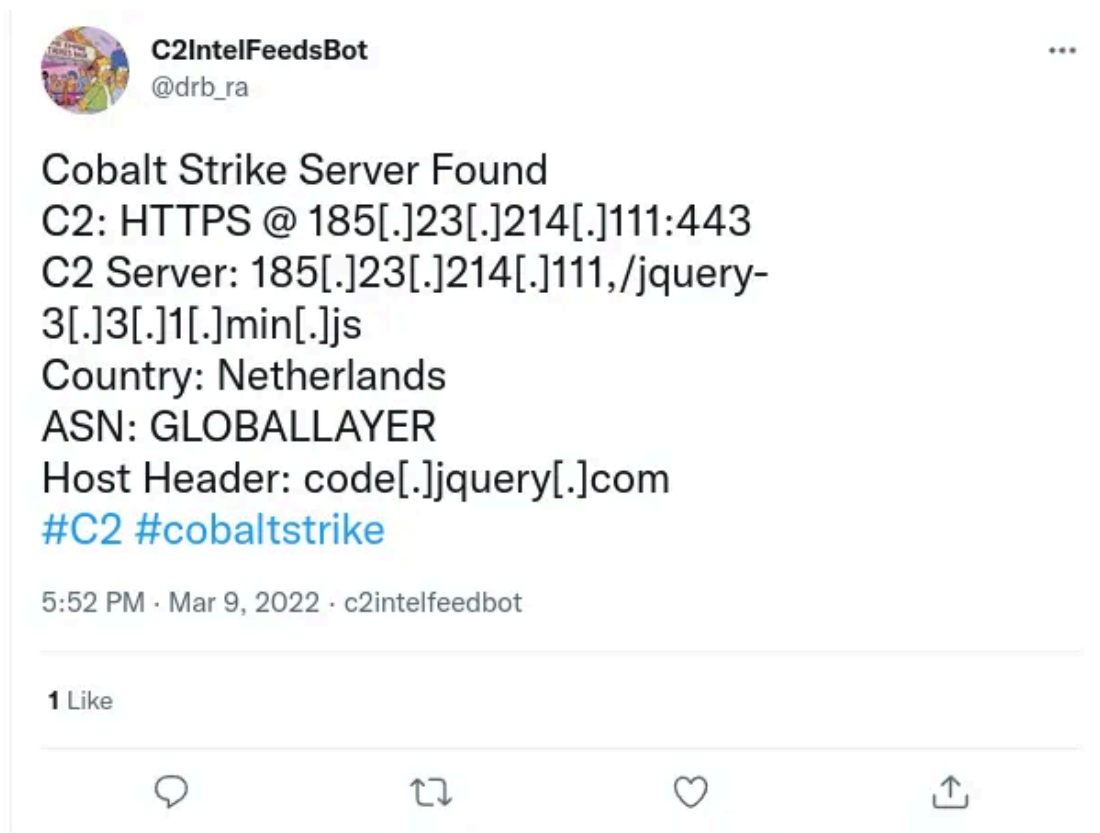 C2IntelFeedsBot
@drb_ra
Cobalt Strike Server Found
C2: HTTPS @ 185[.]23[.]214[.]111:443
C2 Server: 185[.]23[.]214[.]111,/jquery-
3[.]3[.]1[.]min[.]js
Country: Netherlands
ASN: GLOBALLAYER
Host Header: code[.]jquery[.]com
#C2 #cobaltstrike
5:52 PM · Mar 9, 2022 · c2intelfeedbot
1 Like